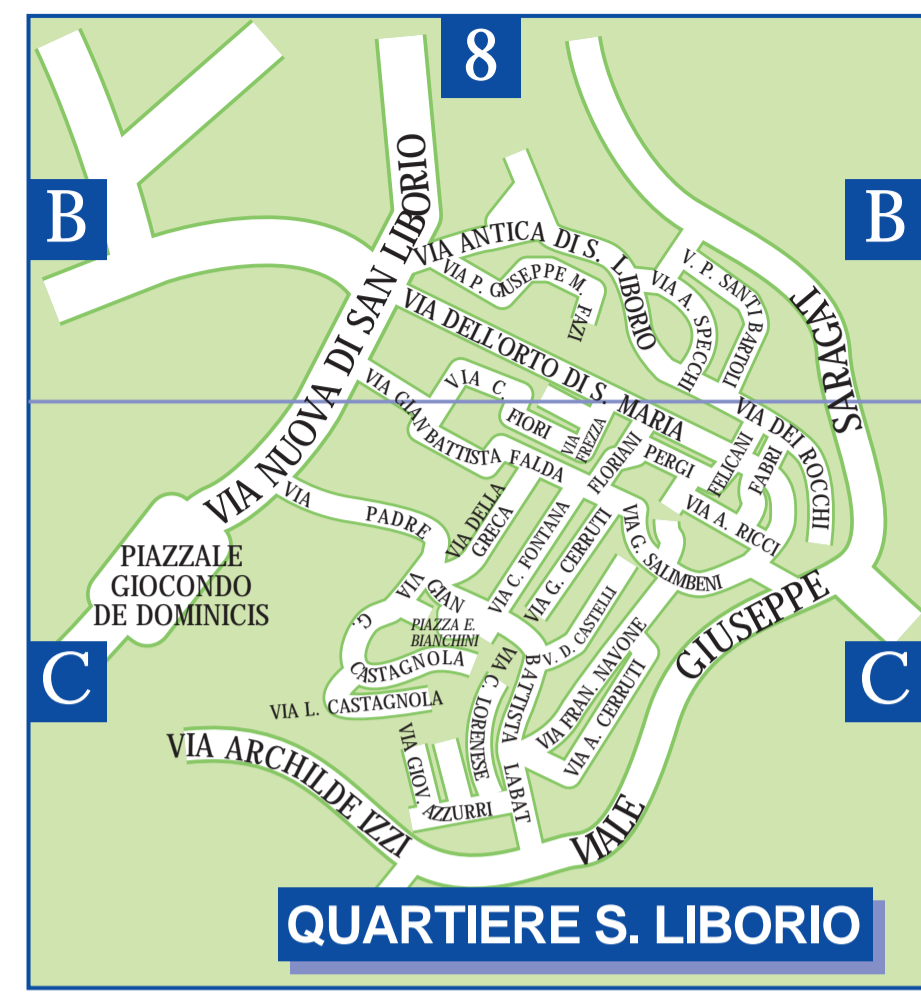 8
B
B
VIA NUOVA DI SAN LIBORIO
VIA ANTICA DI S. LIBORIO
VIA P. GIUSEPPE M. FAZI
VIA A. SPECCHI
V. P. SANTI BARTOLI
VIA DELL'ORTO DI S. MARIA
VIA C. FIORI
VIA GIAN BATTISTA FALDA
VIA FREZZA
FLORIANI
PERGI
FELICANI
FABRI
VIA DEI ROCCHI
VIA A. RICCI
VIA PADRE
VIA DELLA GRECA
VIA C. FONTANA
VIA G. CERRUTI
VIA G. SALIMBENI
PIAZZALE
GIOCONDO
DE DOMINICIS
VIA GIAN BATTISTA LABAT
PIAZZA E.
BIANCHINI
V. D. CASTELLI
VIA FRAN. NAVONE
VIA A. CERRUTI
G. CASTAGNOLA
VIA L. CASTAGNOLA
VIA C. LORENESE
VIA GIOV. AZZURRI
C
C
VIA ARCHILDE IZZI
VIALE GIUSEPPE SARAGAT
QUARTIERE S. LIBORIO